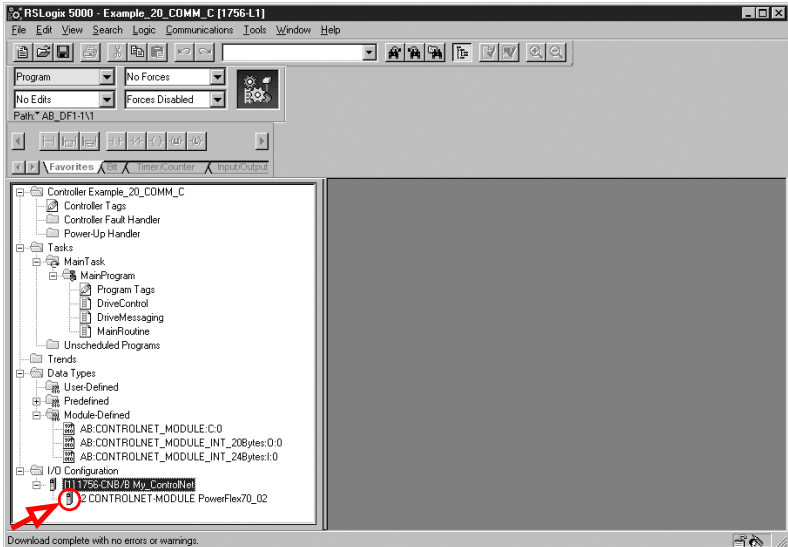 RSLogix 5000 - Example_20_COMM_C [1756-L1]
File Edit View Search Logic Communications Tools Window Help
Program No Forces
No Edits Forces Disabled
Path:* AB_DF1-1\1
Favorites Bit Timer/Counter Input/Output
Controller Example_20_COMM_C
Controller Tags
Controller Fault Handler
Power-Up Handler
Tasks
MainTask
MainProgram
Program Tags
DriveControl
DriveMessaging
MainRoutine
Unscheduled Programs
Trends
Data Types
User-Defined
Predefined
Module-Defined
AB:CONTROLNET_MODULE:C:0
AB:CONTROLNET_MODULE_INT_20Bytes:O:0
AB:CONTROLNET_MODULE_INT_24Bytes:I:0
I/O Configuration
[1] 1756-CNB/B My_ControlNet
2 CONTROLNET-MODULE PowerFlex70_02
Download complete with no errors or warnings.